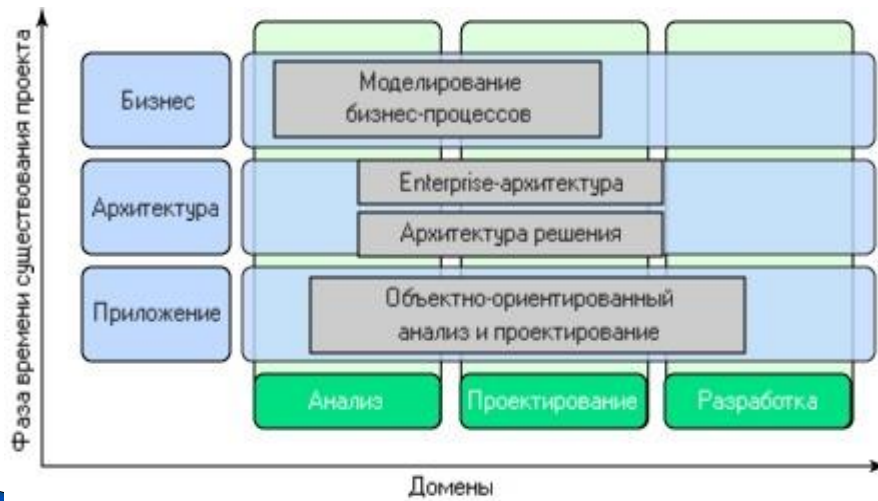 Фаза времени существования проекта
Бизнес
Моделирование
бизнес-процессов
Архитектура
Enterprise-архитектура
Архитектура решения
Приложение
Объектно-ориентированный
анализ и проектирование
Анализ
Проектирование
Разработка
Домены